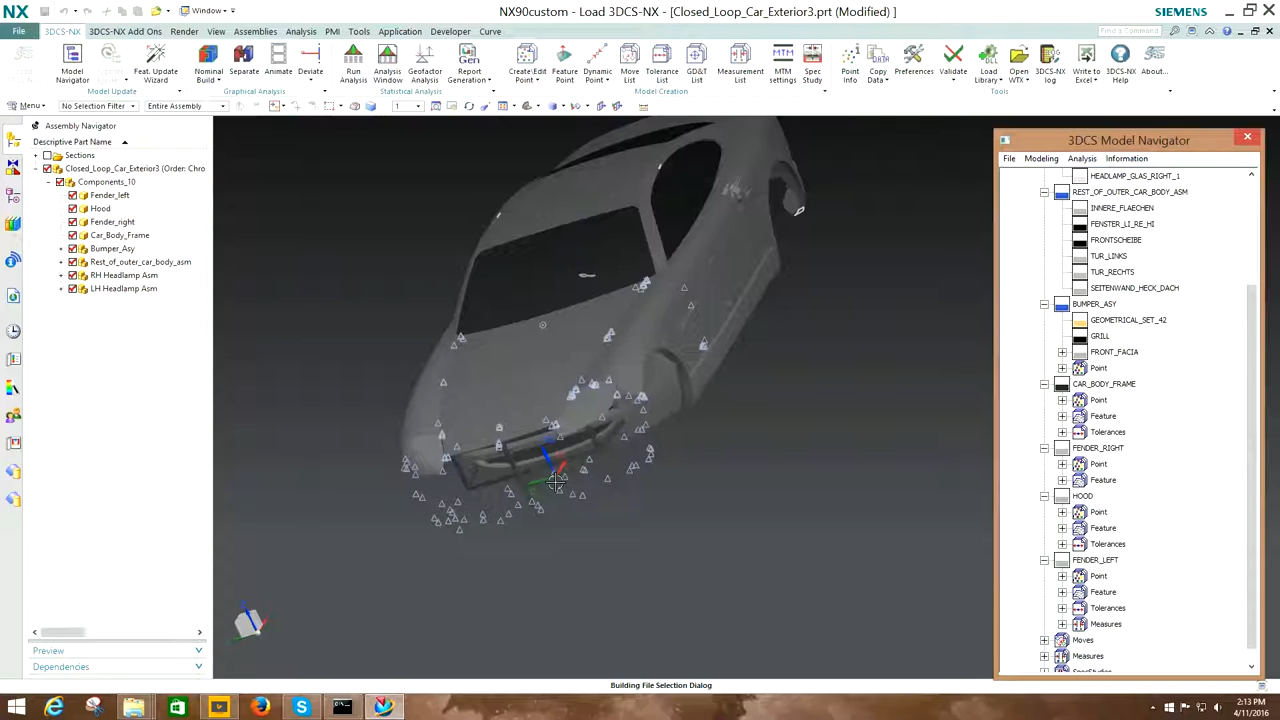 NX
Window
NX90custom - Load 3DCS-NX - [Closed_Loop_Car_Exterior3.prt (Modified) ]
SIEMENS
File
3DCS-NX
3DCS-NX Add Ons
Render
View
Assemblies
Analysis
PMI
Tools
Application
Developer
Curve
Find a Command
Model Navigator
Feat. Update Wizard
Nominal Build
Separate
Animate
Deviate
Run Analysis
Analysis Window
Geofactor Analysis
Report Generation
Create\Edit Point
Feature Point
Dynamic Point
Move List
Tolerance List
GD&T List
Measurement List
MTM settings
Spec Study
Point Info
Copy Data
Preferences
Validate
Load Library
Open WTX
3DCS-NX log
Write to Excel
3DCS-NX Help
About...
Model Update
Graphical Analysis
Statistical Analysis
Model Creation
Tools
Menu
No Selection Filter
Entire Assembly
1
Assembly Navigator
Descriptive Part Name
Sections
Closed_Loop_Car_Exterior3 (Order: Chro
Components_10
Fender_left
Hood
Fender_right
Car_Body_Frame
Bumper_Asy
Rest_of_outer_car_body_asm
RH Headlamp Asm
LH Headlamp Asm
Preview
Dependencies
3DCS Model Navigator
File
Modeling
Analysis
Information
HEADLAMP_GLAS_RIGHT_1
REST_OF_OUTER_CAR_BODY_ASM
INNERE_FLAECHEN
FENSTER_LI_RE_HI
FRONTSCHEIBE
TUR_LINKS
TUR_RECHTS
SEITENWAND_HECK_DACH
BUMPER_ASY
GEOMETRICAL_SET_42
GRILL
FRONT_FACIA
Point
CAR_BODY_FRAME
Point
Feature
Tolerances
FENDER_RIGHT
Point
Feature
HOOD
Point
Feature
Tolerances
FENDER_LEFT
Point
Feature
Tolerances
Measures
Moves
Measures
Building File Selection Dialog
2:13 PM
4/11/2016